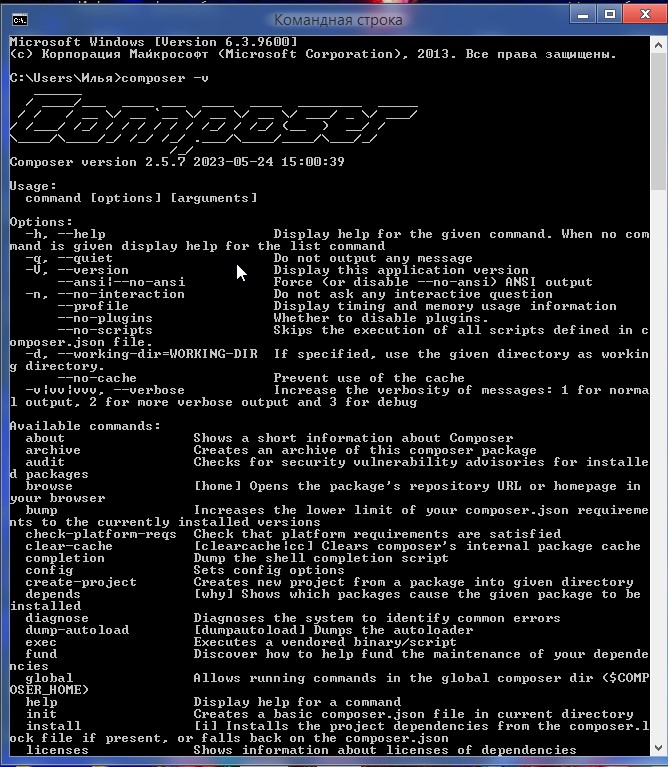 Командная строка
Microsoft Windows [Version 6.3.9600]
(c) Корпорация Майкрософт (Microsoft Corporation), 2013. Все права защищены.
C:\Users\Илья>composer -v
Composer
Composer version 2.5.7 2023-05-24 15:00:39
Usage:
command [options] [arguments]
Options:
-h, --help Display help for the given command. When no com
mand is given display help for the list command
-q, --quiet Do not output any message
-V, --version Display this application version
--ansi|--no-ansi Force (or disable --no-ansi) ANSI output
-n, --no-interaction Do not ask any interactive question
--profile Display timing and memory usage information
--no-plugins Whether to disable plugins.
--no-scripts Skips the execution of all scripts defined in c
omposer.json file.
-d, --working-dir=WORKING-DIR If specified, use the given directory as workin
g directory.
--no-cache Prevent use of the cache
-v|vv|vvv, --verbose Increase the verbosity of messages: 1 for norma
l output, 2 for more verbose output and 3 for debug
Available commands:
about Shows a short information about Composer
archive Creates an archive of this composer package
audit Checks for security vulnerability advisories for installe
d packages
browse [home] Opens the package's repository URL or homepage in
your browser
bump Increases the lower limit of your composer.json requireme
nts to the currently installed versions
check-platform-reqs Check that platform requirements are satisfied
clear-cache [clearcache|cc] Clears composer's internal package cache
completion Dump the shell completion script
config Sets config options
create-project Creates new project from a package into given directory
depends [why] Shows which packages cause the given package to be
installed
diagnose Diagnoses the system to identify common errors
dump-autoload [dumpautoload] Dumps the autoloader
exec Executes a vendored binary/script
fund Discover how to help fund the maintenance of your depende
ncies
global Allows running commands in the global composer dir ($COMP
OSER_HOME)
help Display help for a command
init Creates a basic composer.json file in current directory
install [i] Installs the project dependencies from the composer.l
ock file if present, or falls back on the composer.json
licenses Shows information about licenses of dependencies